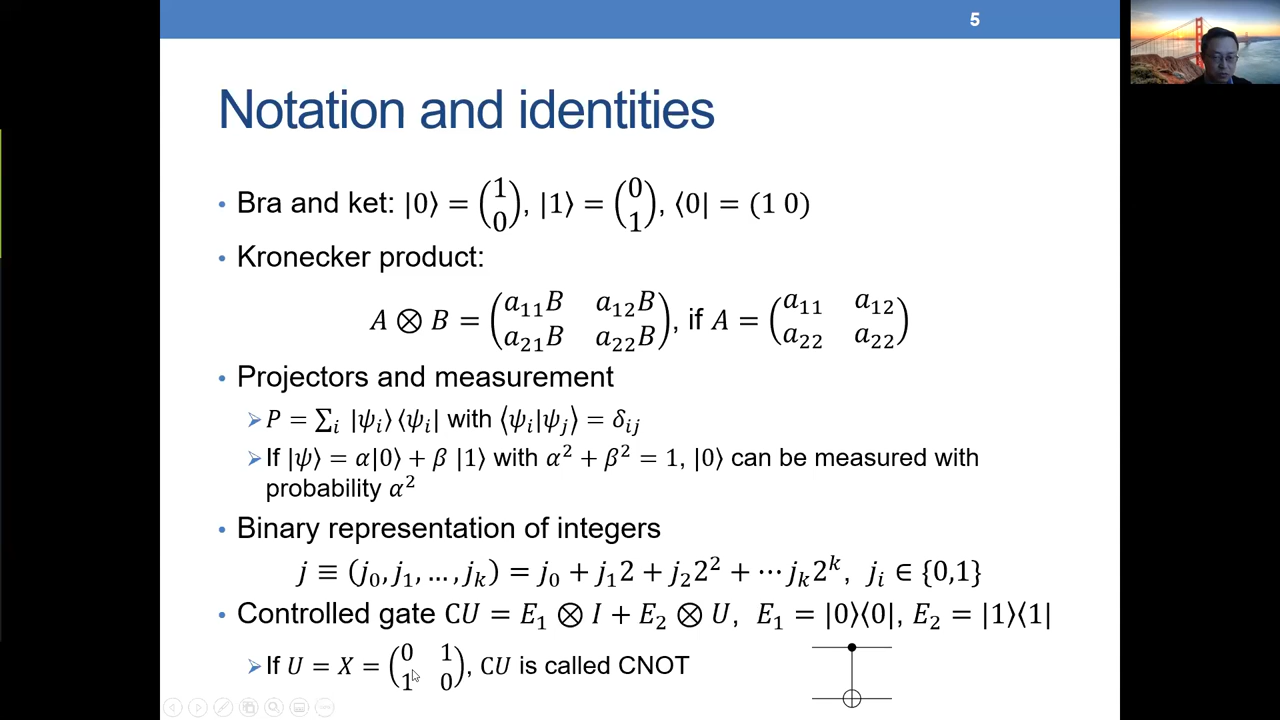 5
Notation and identities
• Bra and ket: |0⟩ = (1 0), |1⟩ = (0 1), ⟨0| = (1 0)
• Kronecker product:
A ⊗ B = (a₁₁B a₁₂B a₂₁B a₂₂B), if A = (a₁₁ a₁₂ a₂₂ a₂₂)
• Projectors and measurement
➢ P = ∑ᵢ |ψᵢ⟩⟨ψᵢ| with ⟨ψᵢ|ψⱼ⟩ = δᵢⱼ
➢ If |ψ⟩ = α|0⟩ + β |1⟩ with α² + β² = 1, |0⟩ can be measured with
probability α²
• Binary representation of integers
j ≡ (j₀, j₁, …, jₖ) = j₀ + j₁2 + j₂2² + ⋯ jₖ2ᵏ, jᵢ ∈ {0,1}
• Controlled gate CU = E₁ ⊗ I + E₂ ⊗ U, E₁ = |0⟩⟨0|, E₂ = |1⟩⟨1|
➢ If U = X = (0 1 1 0), CU is called CNOT